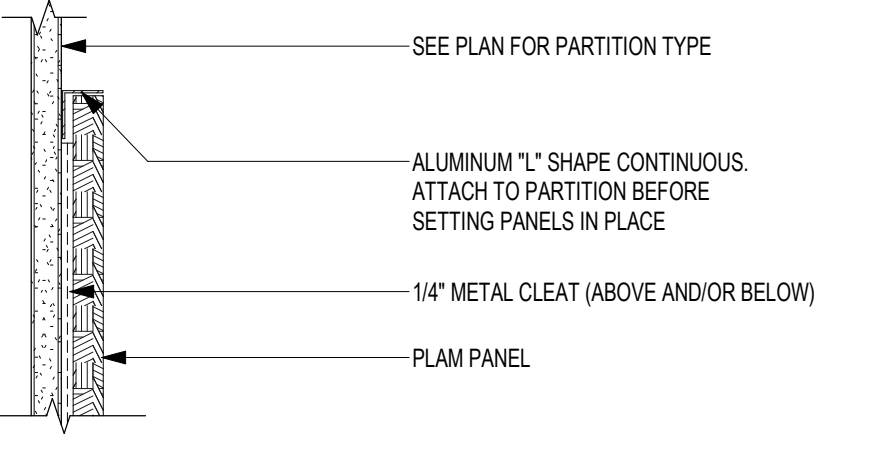 SEE PLAN FOR PARTITION TYPE
ALUMINUM "L" SHAPE CONTINUOUS.
ATTACH TO PARTITION BEFORE
SETTING PANELS IN PLACE
1/4" METAL CLEAT (ABOVE AND/OR BELOW)
PLAM PANEL